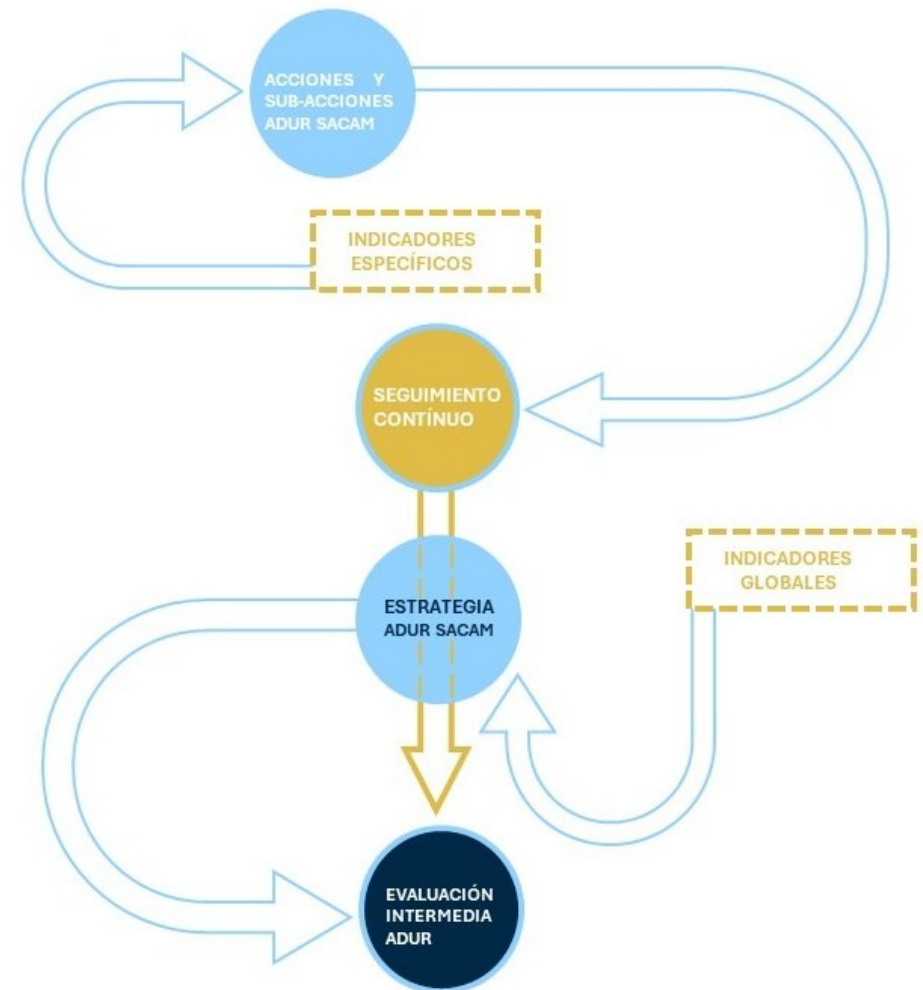 ACCIONES Y
SUB-ACCIONES
ADUR SACAM
INDICADORES
ESPECÍFICOS
SEGUIMIENTO
CONTÍNUO
INDICADORES
GLOBALES
ESTRATEGIA
ADUR SACAM
EVALUACIÓN
INTERMEDIA
ADUR